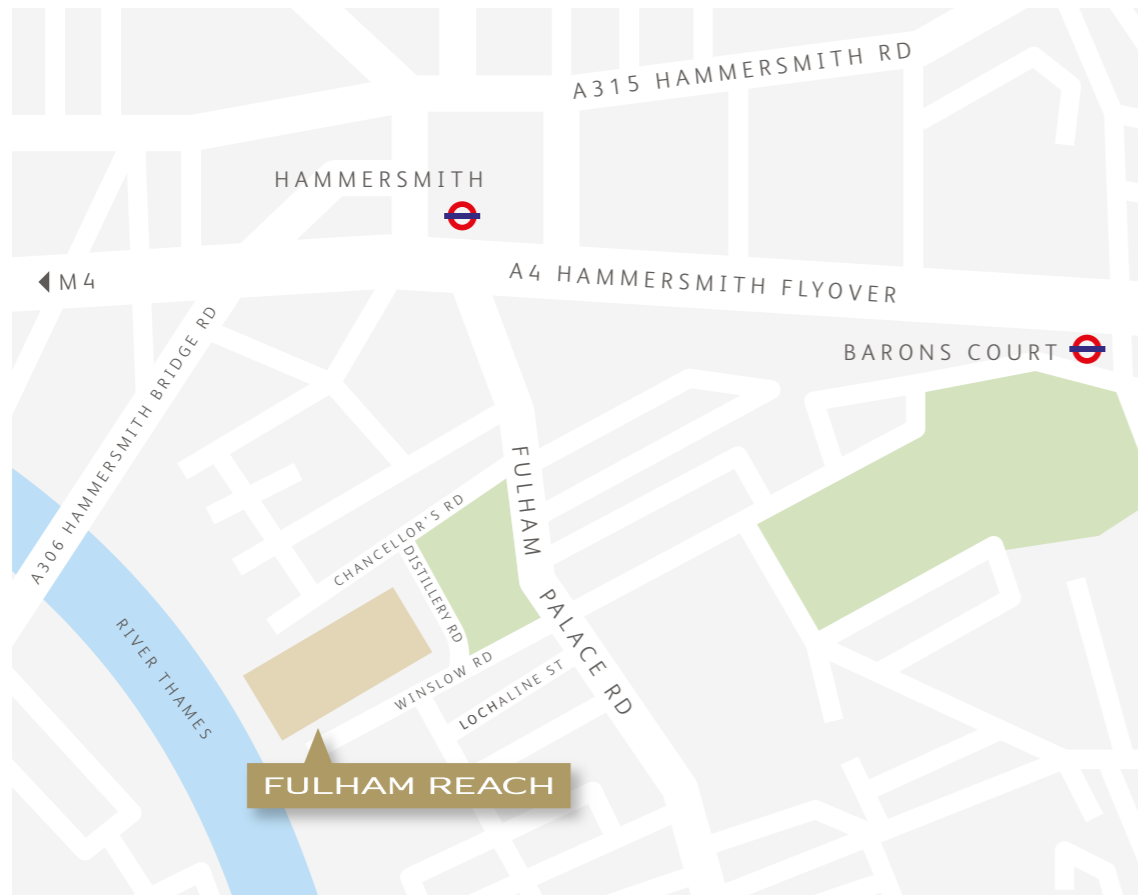 A315 HAMMERSMITH RD
HAMMERSMITH
A4 HAMMERSMITH FLYOVER
M4
BARONS COURT
A306 HAMMERSMITH BRIDGE RD
FULHAM PALACE RD
CHANCELLOR'S RD
DISTILLERY RD
RIVER THAMES
WINSLOW RD
LOCHALINE ST
FULHAM REACH